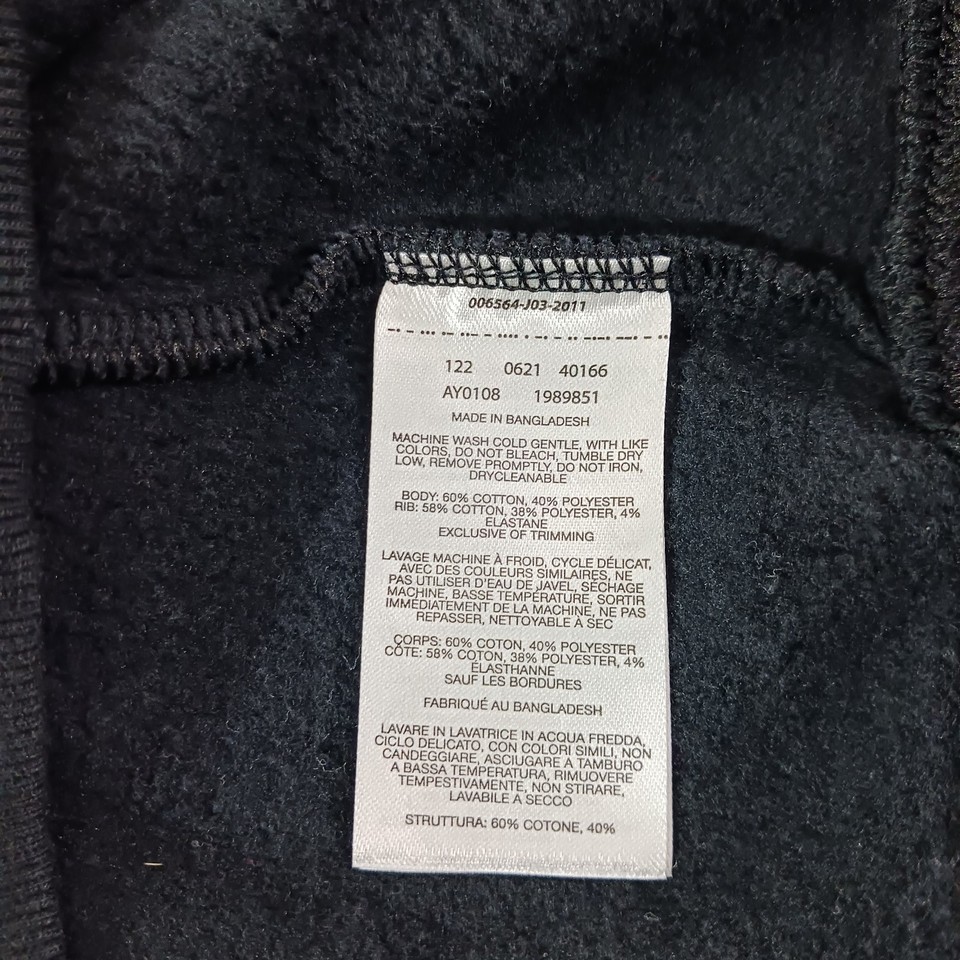 006564-J03-2011
122 0621 40166
AY0108 1989851
MADE IN BANGLADESH
MACHINE WASH COLD GENTLE, WITH LIKE
COLORS, DO NOT BLEACH, TUMBLE DRY
LOW, REMOVE PROMPTLY, DO NOT IRON,
DRYCLEANABLE
BODY: 60% COTTON, 40% POLYESTER
RIB: 58% COTTON, 38% POLYESTER, 4%
ELASTANE
EXCLUSIVE OF TRIMMING
LAVAGE MACHINE À FROID, CYCLE DÉLICAT,
AVEC DES COULEURS SIMILAIRES, NE
PAS UTILISER D'EAU DE JAVEL, SÉCHAGE
MACHINE, BASSE TEMPÉRATURE, SORTIR
IMMÉDIATEMENT DE LA MACHINE, NE PAS
REPASSER, NETTOYABLE À SEC
CORPS: 60% COTON, 40% POLYESTER
CÔTE: 58% COTON, 38% POLYESTER, 4%
ÉLASTHANNE
SAUF LES BORDURES
FABRIQUÉ AU BANGLADESH
LAVARE IN LAVATRICE IN ACQUA FREDDA,
CICLO DELICATO, CON COLORI SIMILI, NON
CANDEGGIARE, ASCIUGARE A TAMBURO
A BASSA TEMPERATURA, RIMUOVERE
TEMPESTIVAMENTE, NON STIRARE,
LAVABILE A SECCO
STRUTTURA: 60% COTONE, 40%